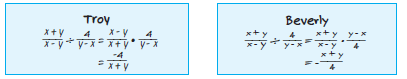 Troy
x+y/x-y ÷ 4/y-x = x-y/x+y · 4/y-x
= -4/x+y
Beverly
x+y/x-y ÷ 4/y-x = x+y/x-y · y-x/4
= - x+y/4